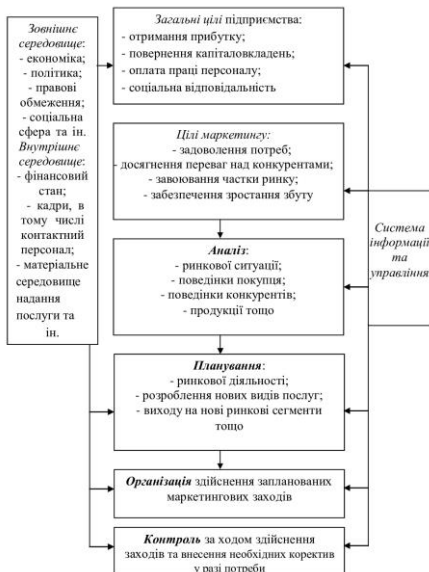 Зовнішнє
середовище:
- економіка;
- політика;
- правові
обмеження;
- соціальна
сфера та ін.
Внутрішнє
середовище:
- фінансовий
стан;
- кадри, в
тому числі
контактний
персонал;
- матеріальне
середовище
надання
послуги та
ін.
Загальні цілі підприємства:
- отримання прибутку;
- повернення капіталовкладень;
- оплата праці персоналу;
- соціальна відповідальність
Цілі маркетингу:
- задоволення потреб;
- досягнення переваг над конкурентами;
- завоювання частки ринку;
- забезпечення зростання збуту
Аналіз:
- ринкової ситуації;
- поведінки покупця;
- поведінки конкурентів;
- продукції тощо
Планування:
- ринкової діяльності;
- розроблення нових видів послуг;
- виходу на нові ринкові сегменти
тощо
Організація здійснення запланованих
маркетингових заходів
Контроль за ходом здійснення
заходів та внесення необхідних коректив
у разі потреби
Система
інформації
та
управління